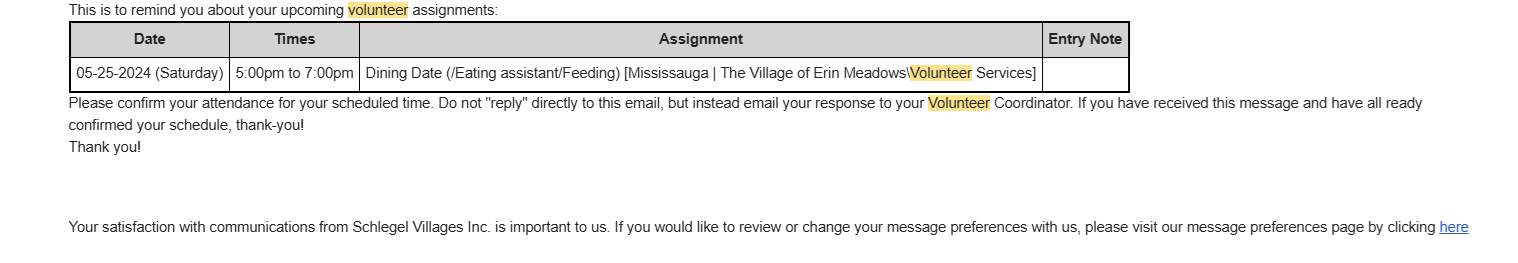 This is to remind you about your upcoming volunteer assignments:
Date Times Assignment Entry Note
05-25-2024 (Saturday) 5:00pm to 7:00pm Dining Date (/Eating assistant/Feeding) [Mississauga | The Village of Erin Meadows\Volunteer Services]
Please confirm your attendance for your scheduled time. Do not "reply" directly to this email, but instead email your response to your Volunteer Coordinator. If you have received this message and have all ready
confirmed your schedule, thank-you!
Thank you!
Your satisfaction with communications from Schlegel Villages Inc. is important to us. If you would like to review or change your message preferences with us, please visit our message preferences page by clicking here